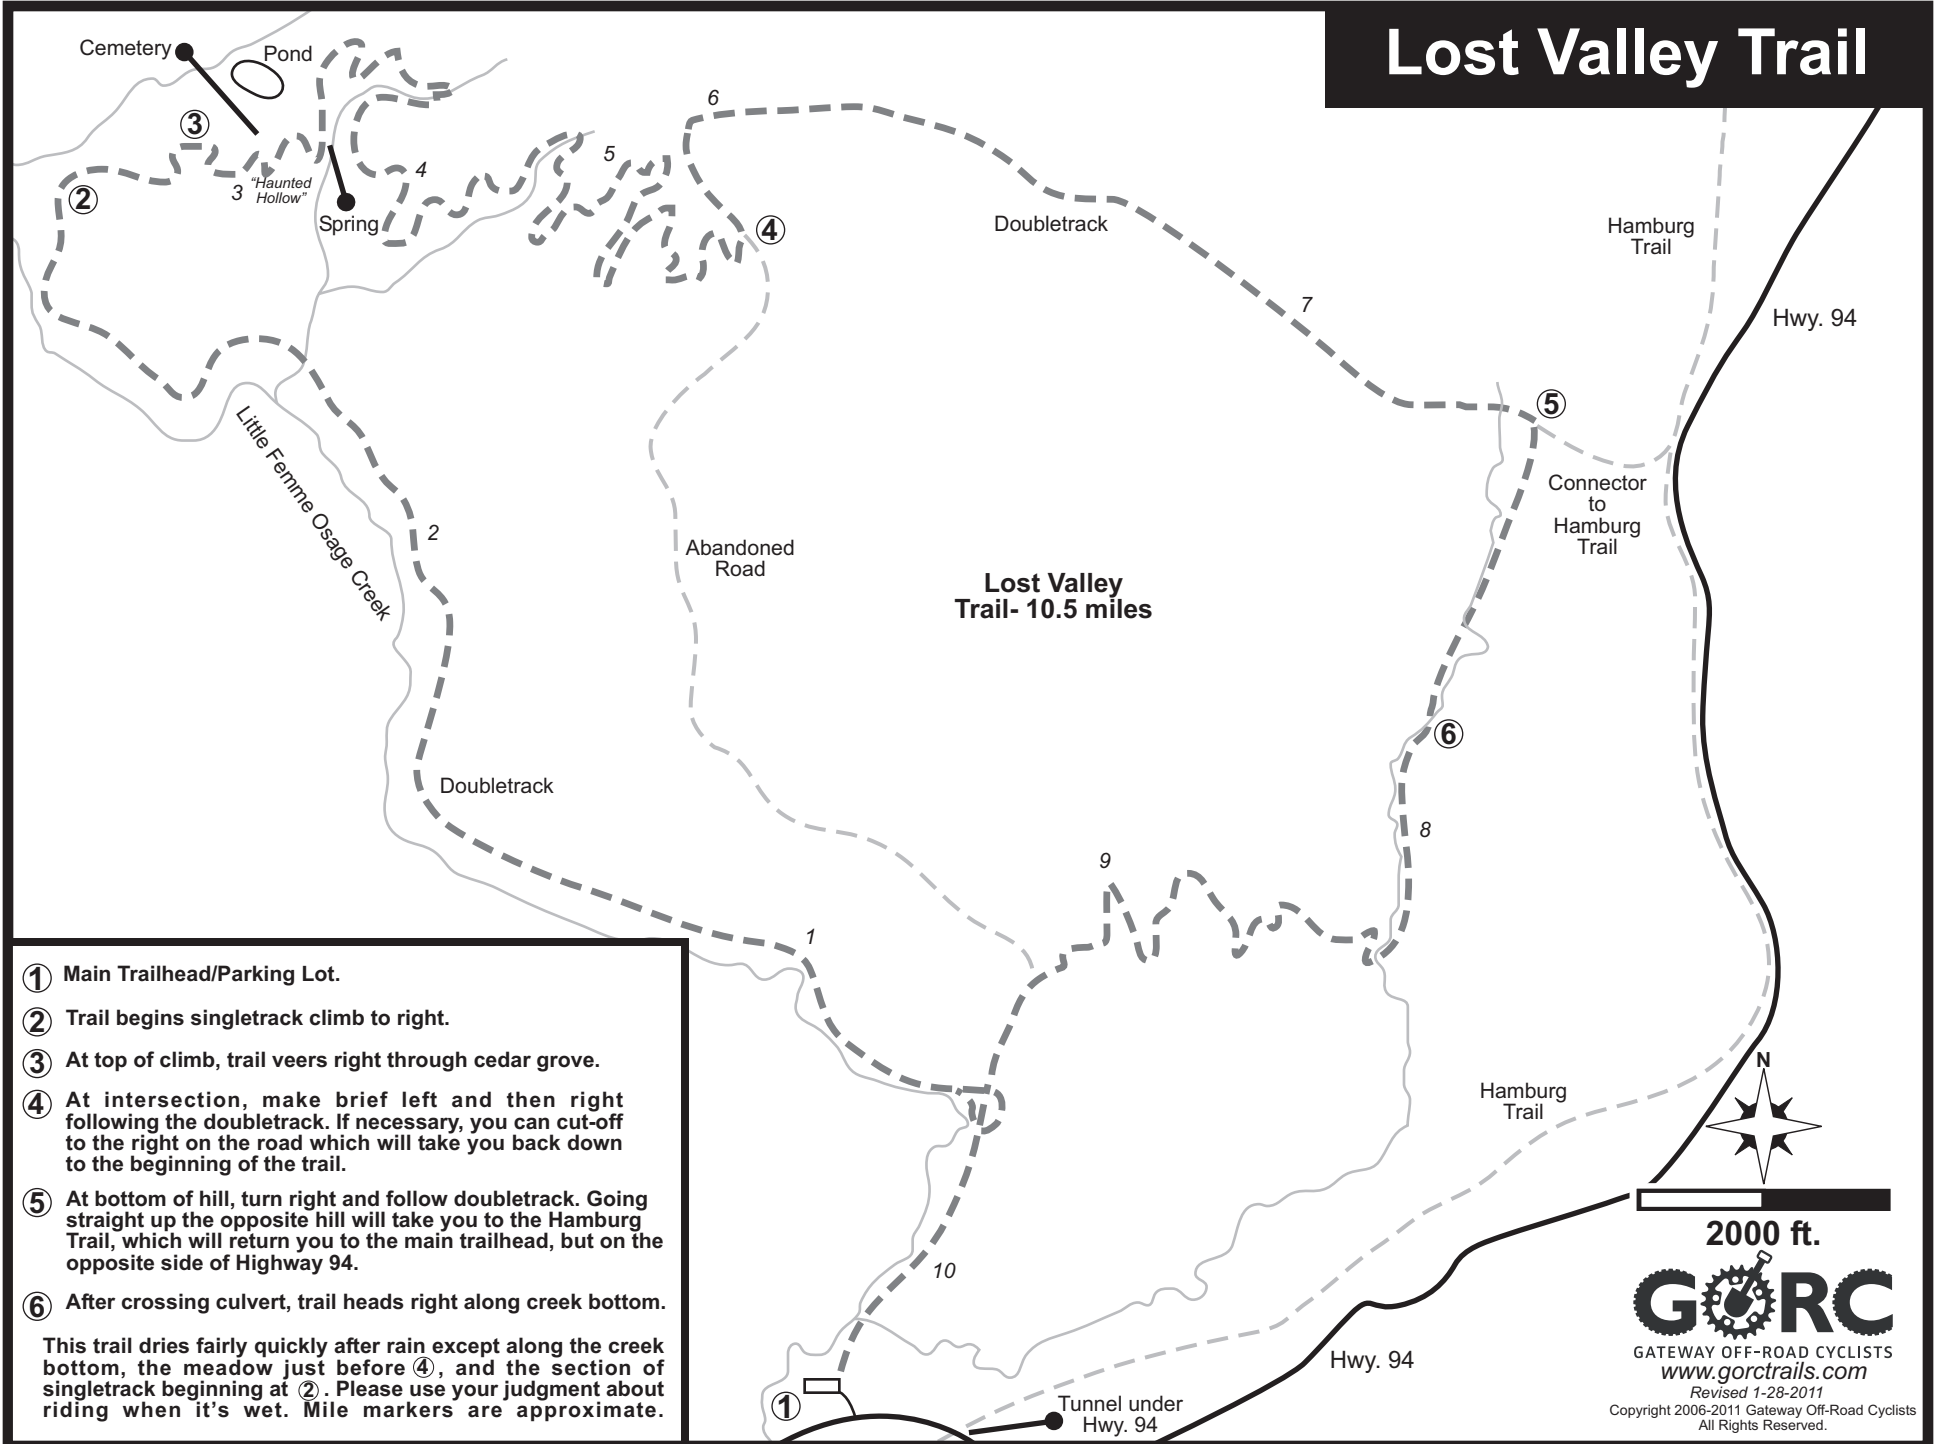 Lost Valley Trail
Cemetery
Pond
3
2
3
"Haunted
Hollow"
Spring
4
5
6
4
Doubletrack
7
Hamburg
Trail
Hwy. 94
5
Connector
to
Hamburg
Trail
Little Femme Osage Creek
2
Abandoned
Road
Lost Valley
Trail- 10.5 miles
6
8
Doubletrack
9
1
10
1
Hamburg
Trail
Hwy. 94
Tunnel under
Hwy. 94
N
2000 ft.
GORC
GATEWAY OFF-ROAD CYCLISTS
www.gorctrails.com
Revised 1-28-2011
Copyright 2006-2011 Gateway Off-Road Cyclists
All Rights Reserved.
1 Main Trailhead/Parking Lot.
2 Trail begins singletrack climb to right.
3 At top of climb, trail veers right through cedar grove.
4 At intersection, make brief left and then right
following the doubletrack. If necessary, you can cut-off
to the right on the road which will take you back down
to the beginning of the trail.
5 At bottom of hill, turn right and follow doubletrack. Going
straight up the opposite hill will take you to the Hamburg
Trail, which will return you to the main trailhead, but on the
opposite side of Highway 94.
6 After crossing culvert, trail heads right along creek bottom.
This trail dries fairly quickly after rain except along the creek
bottom, the meadow just before 4, and the section of
singletrack beginning at 2. Please use your judgment about
riding when it's wet. Mile markers are approximate.